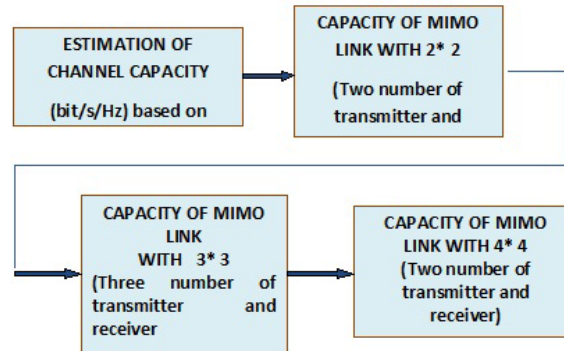 ESTIMATION OF
CHANNEL CAPACITY
(bit/s/Hz) based on
CAPACITY OF MIMO
LINK WITH 2* 2
(Two number of
transmitter and
CAPACITY OF MIMO
LINK
WITH 3* 3
(Three number of
transmitter and
receiver
CAPACITY OF MIMO
LINK WITH 4* 4
(Two number of
transmitter and
receiver)